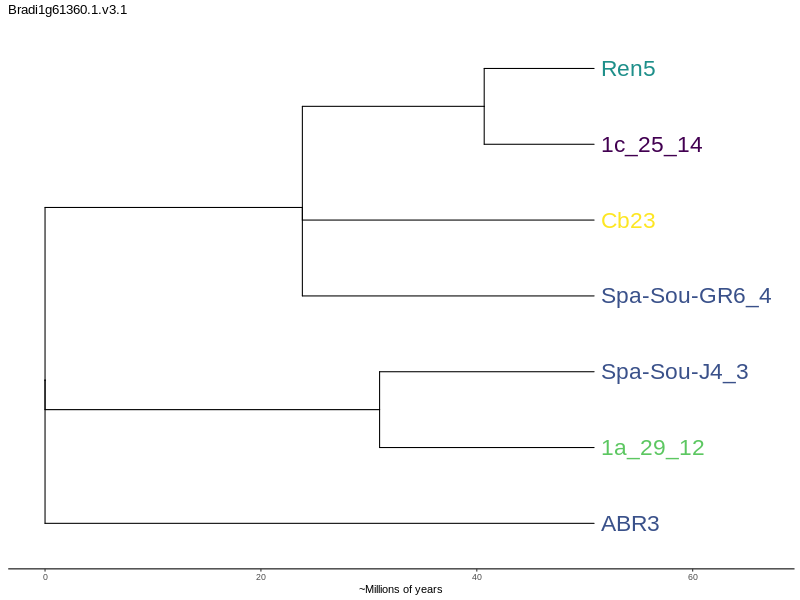 Bradi1g61360.1.v3.1
Ren5
1c_25_14
Cb23
Spa-Sou-GR6_4
Spa-Sou-J4_3
1a_29_12
ABR3
0 20 40 60
~Millions of years